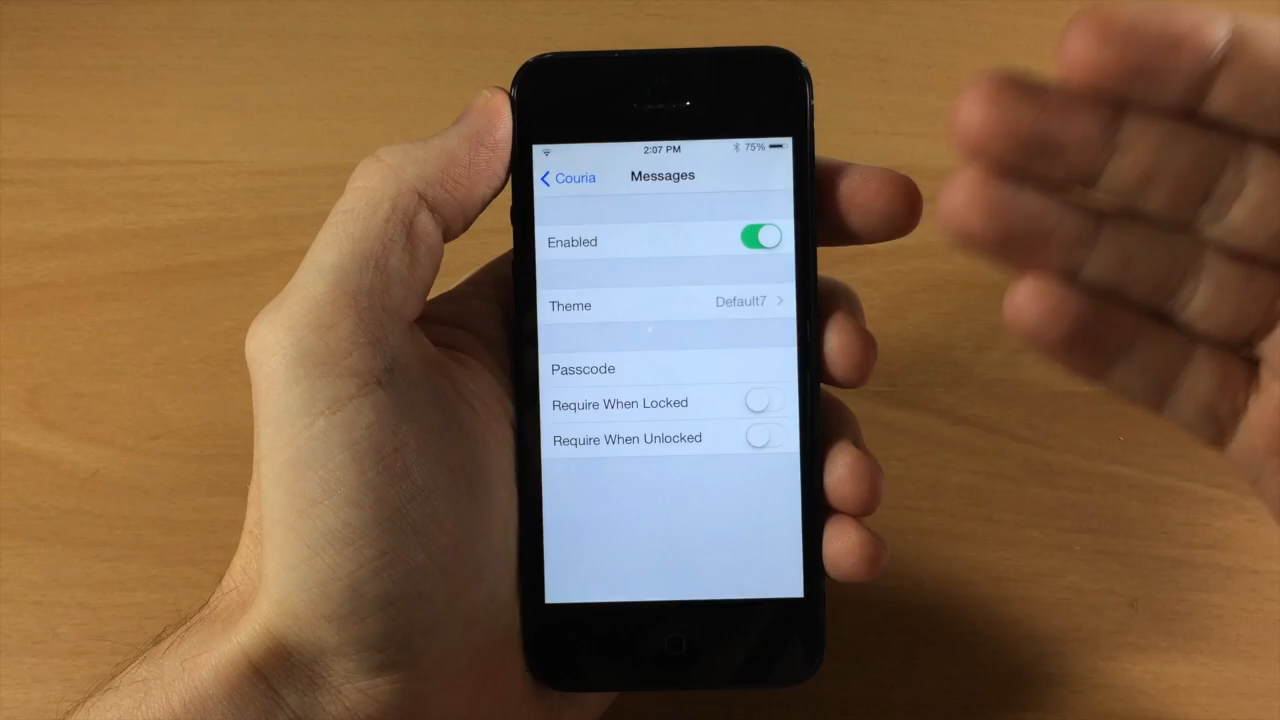 2:07 PM 75%
Couria Messages
Enabled
Theme Default7
Passcode
Require When Locked
Require When Unlocked